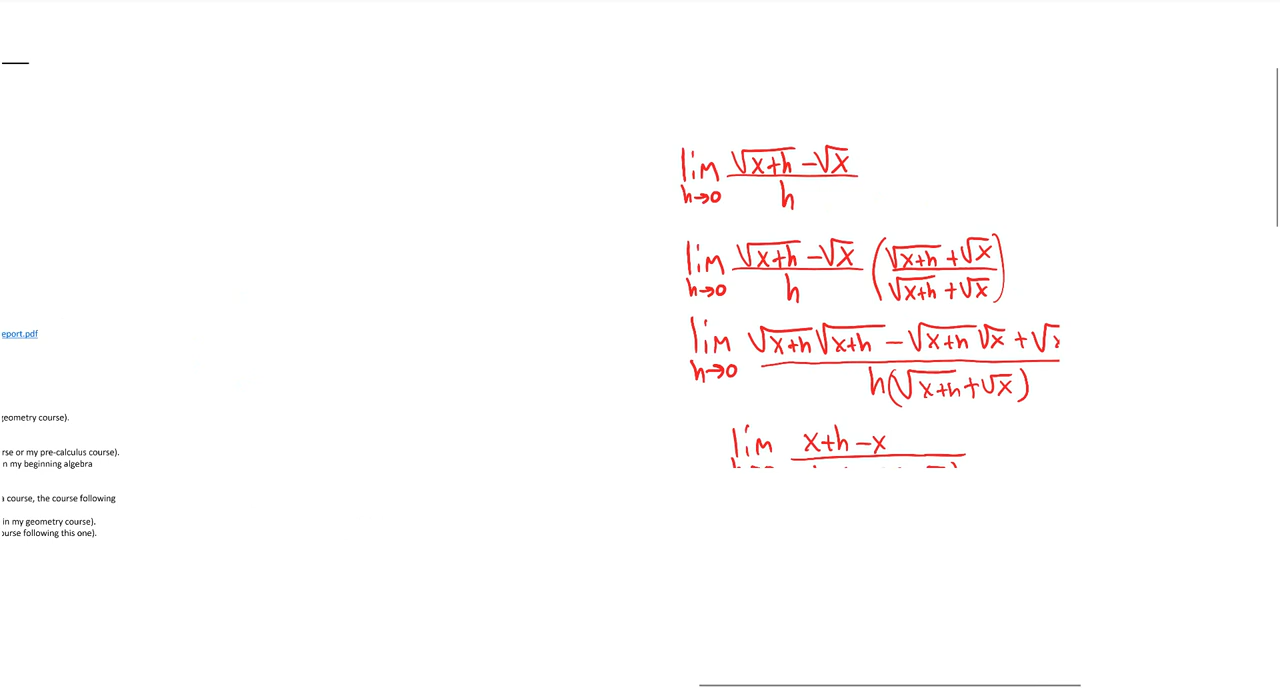 eport.pdf
geometry course).
rse or my pre-calculus course).
n my beginning algebra
course, the course following
in my geometry course).
ourse following this one).
lim h→0 (√(x+h) - √x) / h
lim h→0 (√(x+h) - √x) / h ((√(x+h) + √x) / (√(x+h) + √x))
lim h→0 (√(x+h) √(x+h) - √(x+h) √x + √x) / (h(√(x+h) + √x))
lim x+h-x